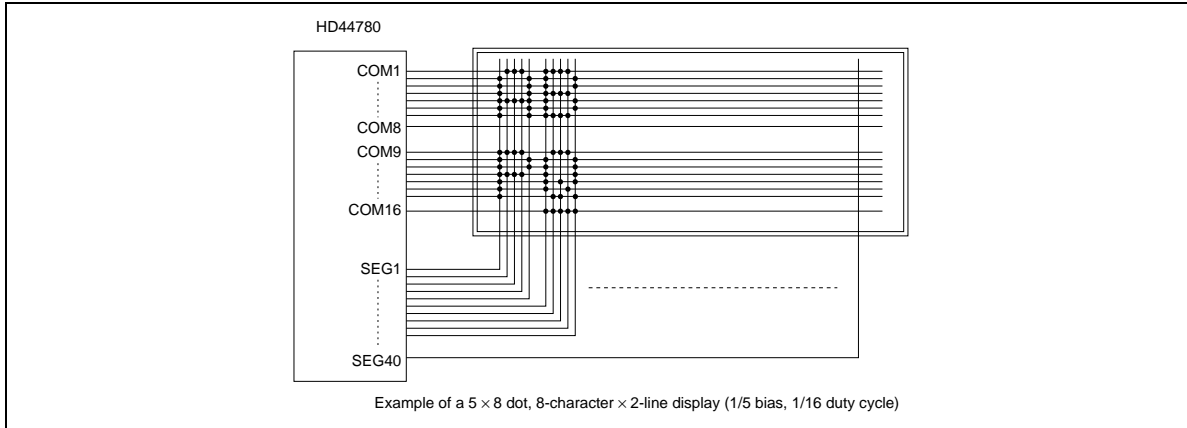 HD44780
COM1
COM8
COM9
COM16
SEG1
SEG40
Example of a 5 × 8 dot, 8-character × 2-line display (1/5 bias, 1/16 duty cycle)